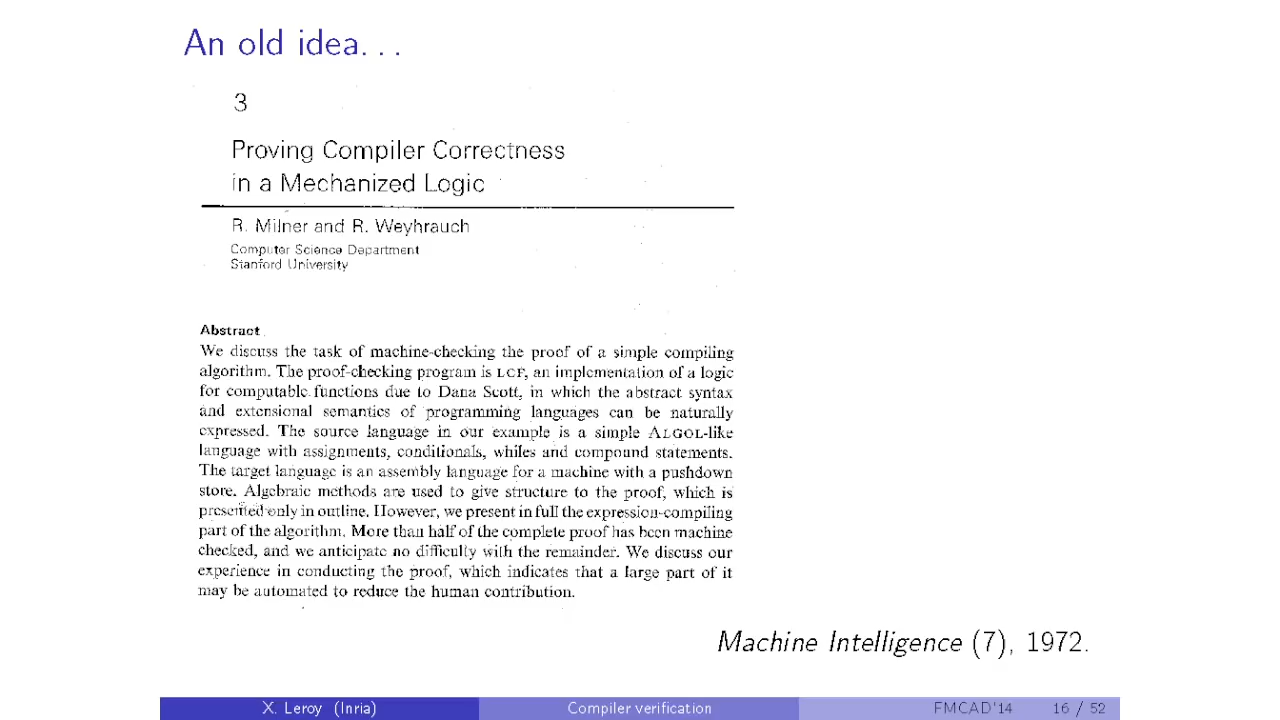 An old idea. . .
3
Proving Compiler Correctness
in a Mechanized Logic
R. Milner and R. Weyhrauch
Computer Science Department
Stanford University
Abstract
We discuss the task of machine-checking the proof of a simple compiling
algorithm. The proof-checking program is LCF, an implementation of a logic
for computable functions due to Dana Scott, in which the abstract syntax
and extensional semantics of programming languages can be naturally
expressed. The source language in our example is a simple ALGOL-like
language with assignments, conditionals, whiles and compound statements.
The target language is an assembly language for a machine with a pushdown
store. Algebraic methods are used to give structure to the proof, which is
presented only in outline. However, we present in full the expression-compiling
part of the algorithm. More than half of the complete proof has been machine
checked, and we anticipate no difficulty with the remainder. We discuss our
experience in conducting the proof, which indicates that a large part of it
may be automated to reduce the human contribution.
Machine Intelligence (7), 1972.
X. Leroy (Inria) Compiler verification FMCAD'14 16 / 52